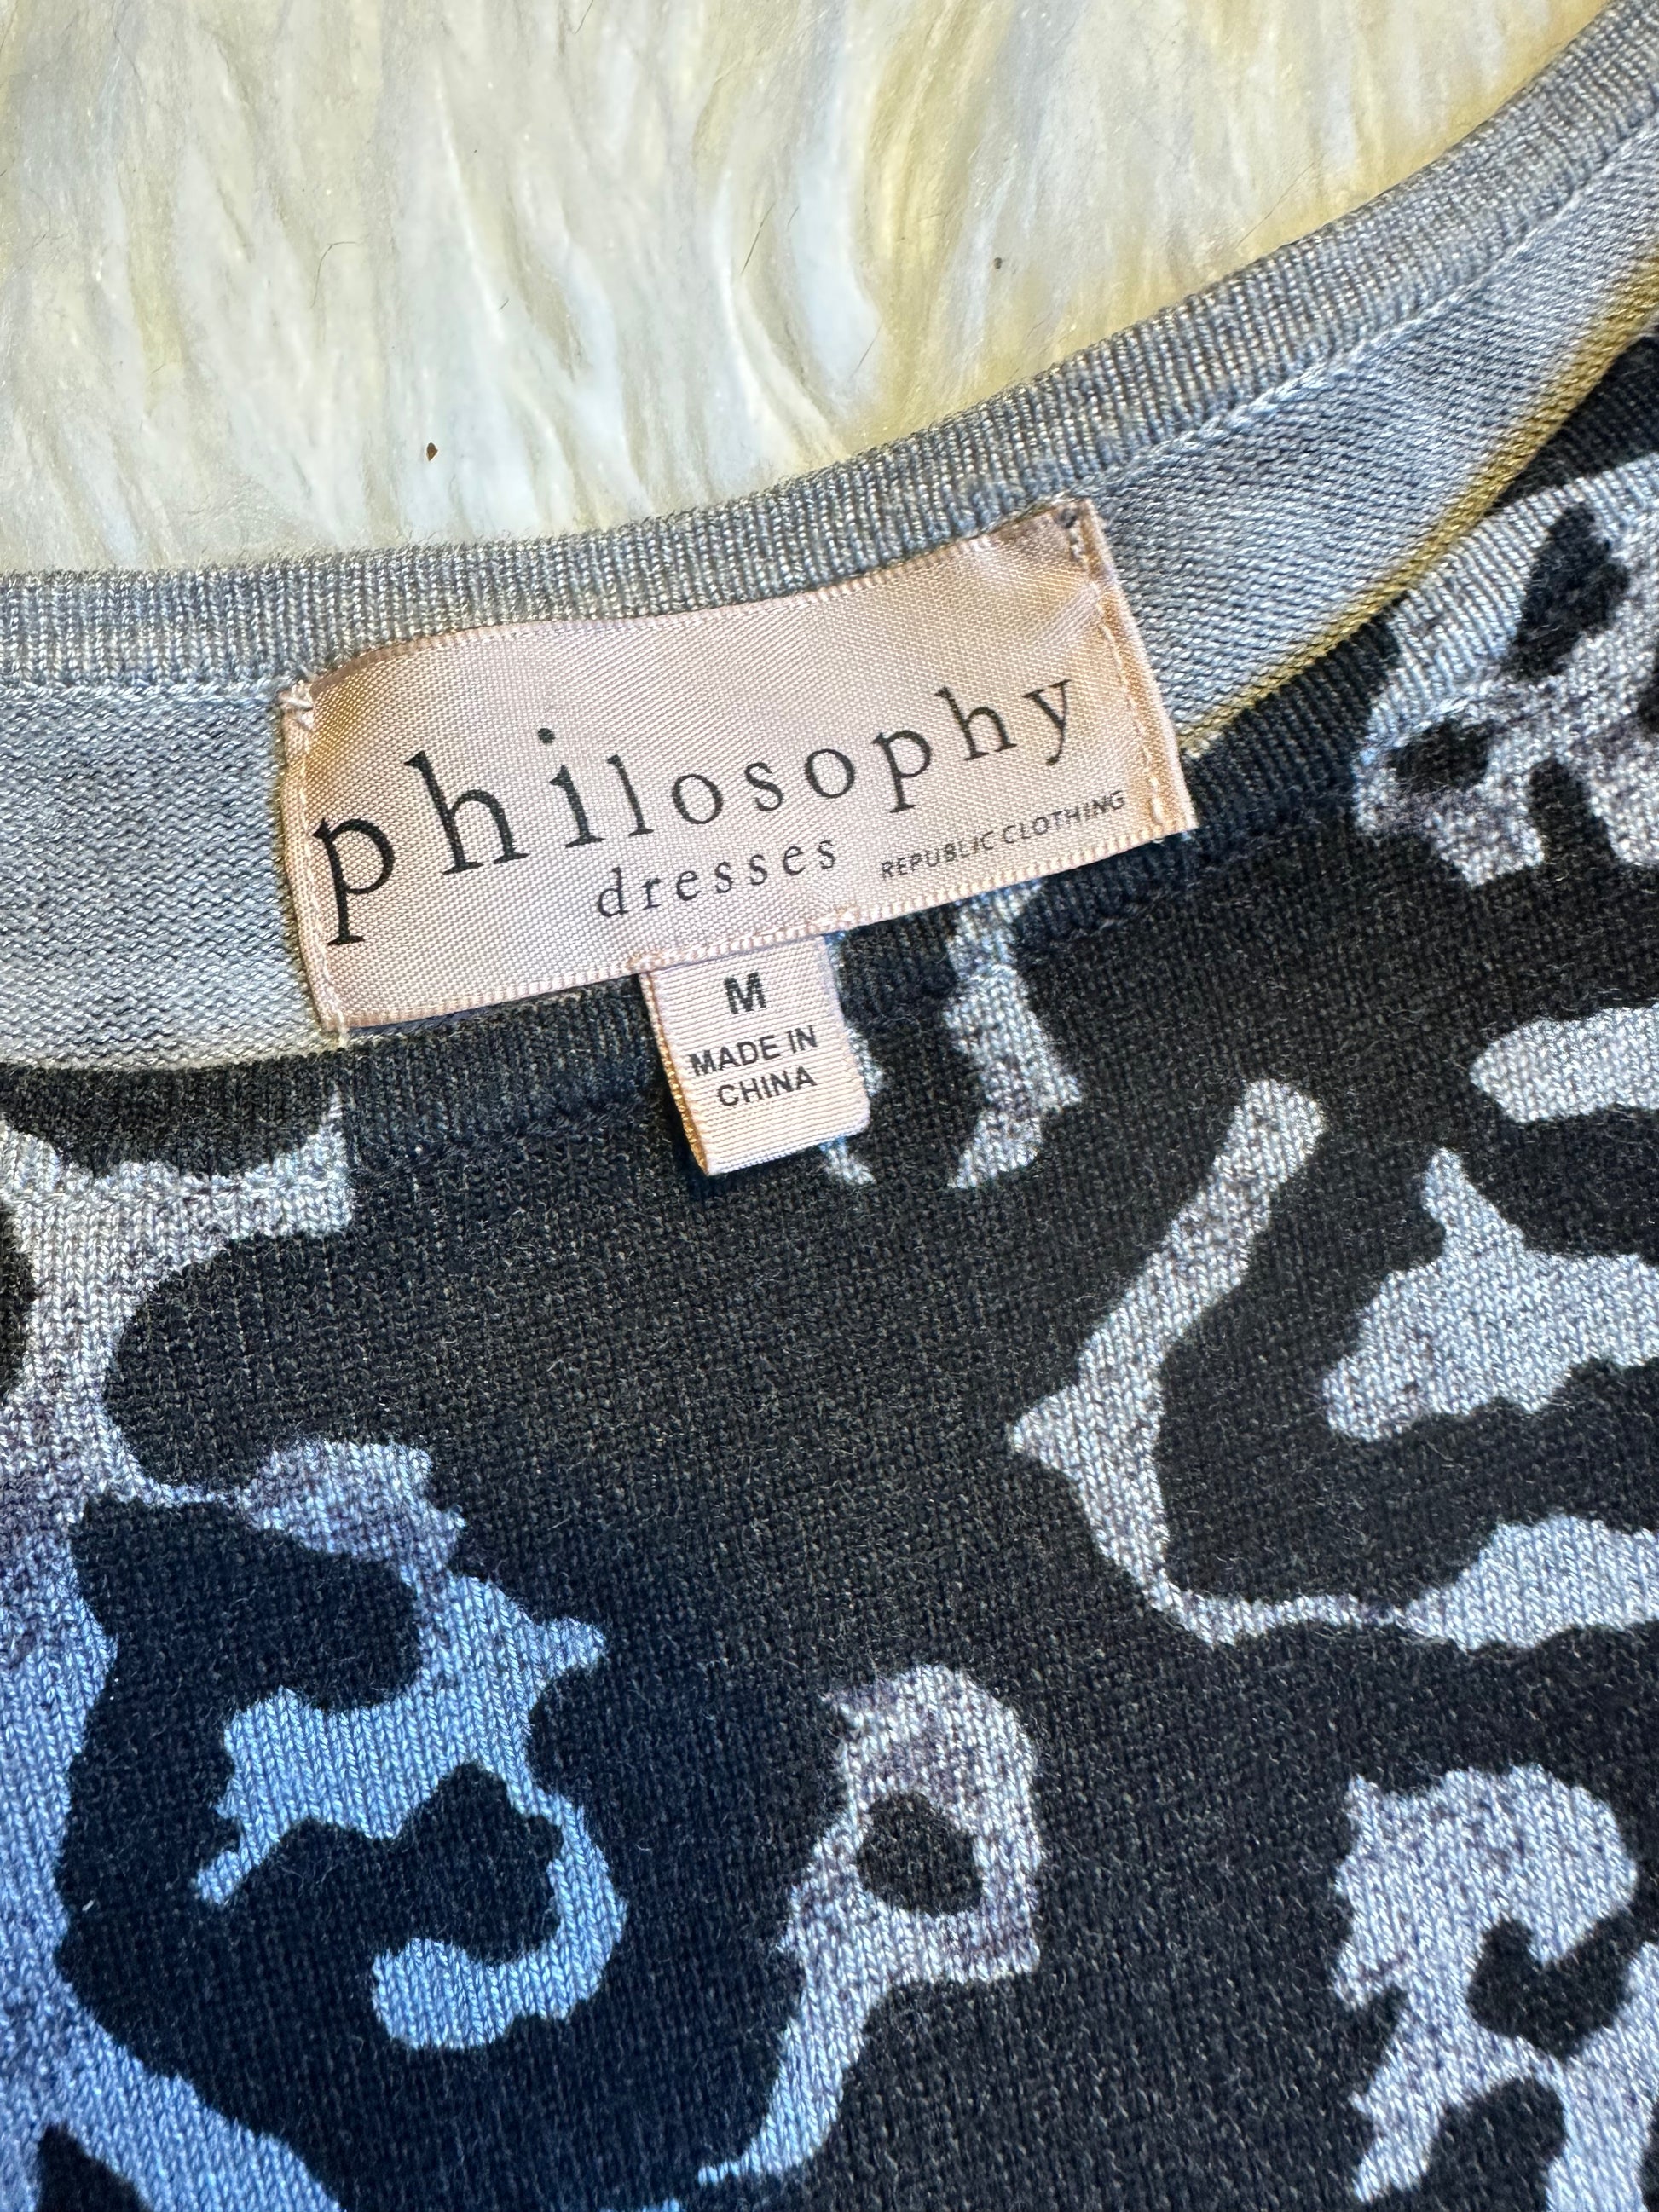 philosophy
dresses REPUBLIC CLOTHING
M
MADE IN
CHINA